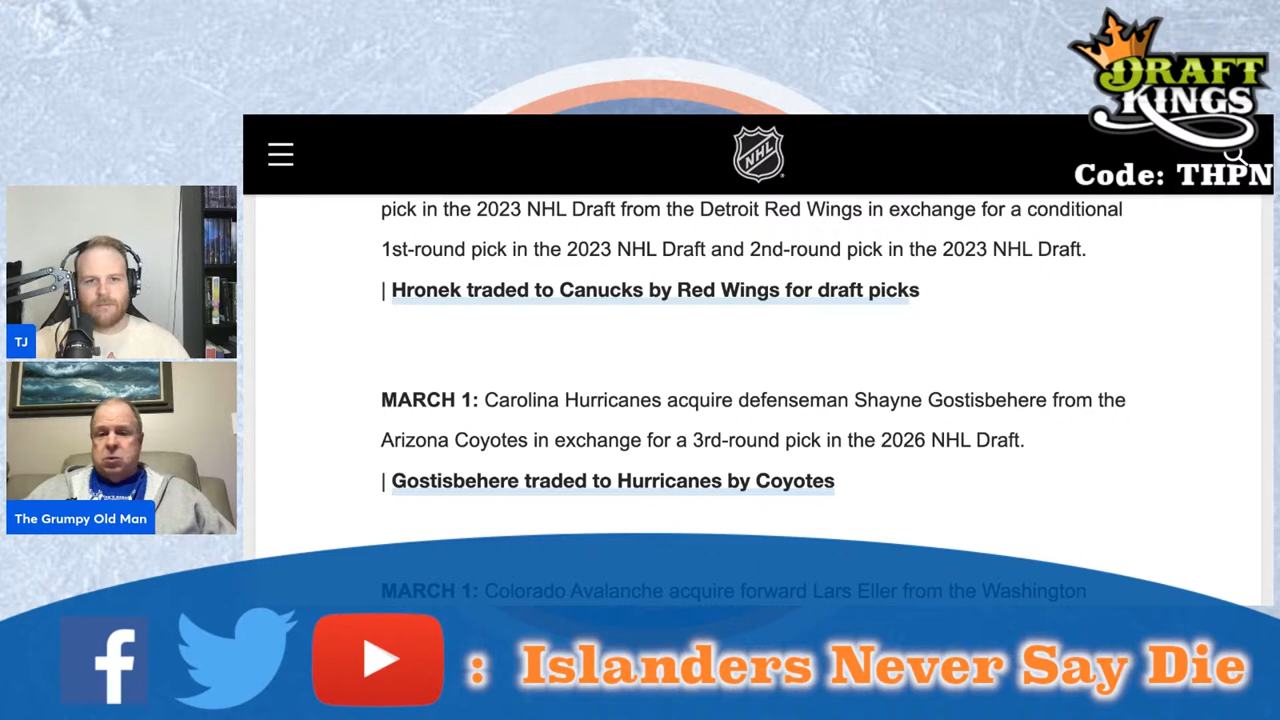 DRAFT
KINGS
Code: THPN
NHL
pick in the 2023 NHL Draft from the Detroit Red Wings in exchange for a conditional
1st-round pick in the 2023 NHL Draft and 2nd-round pick in the 2023 NHL Draft.
| Hronek traded to Canucks by Red Wings for draft picks
TJ
MARCH 1: Carolina Hurricanes acquire defenseman Shayne Gostisbehere from the
Arizona Coyotes in exchange for a 3rd-round pick in the 2026 NHL Draft.
| Gostisbehere traded to Hurricanes by Coyotes
The Grumpy Old Man
MARCH 1: Colorado Avalanche acquire forward Lars Eller from the Washington
f
: Islanders Never Say Die